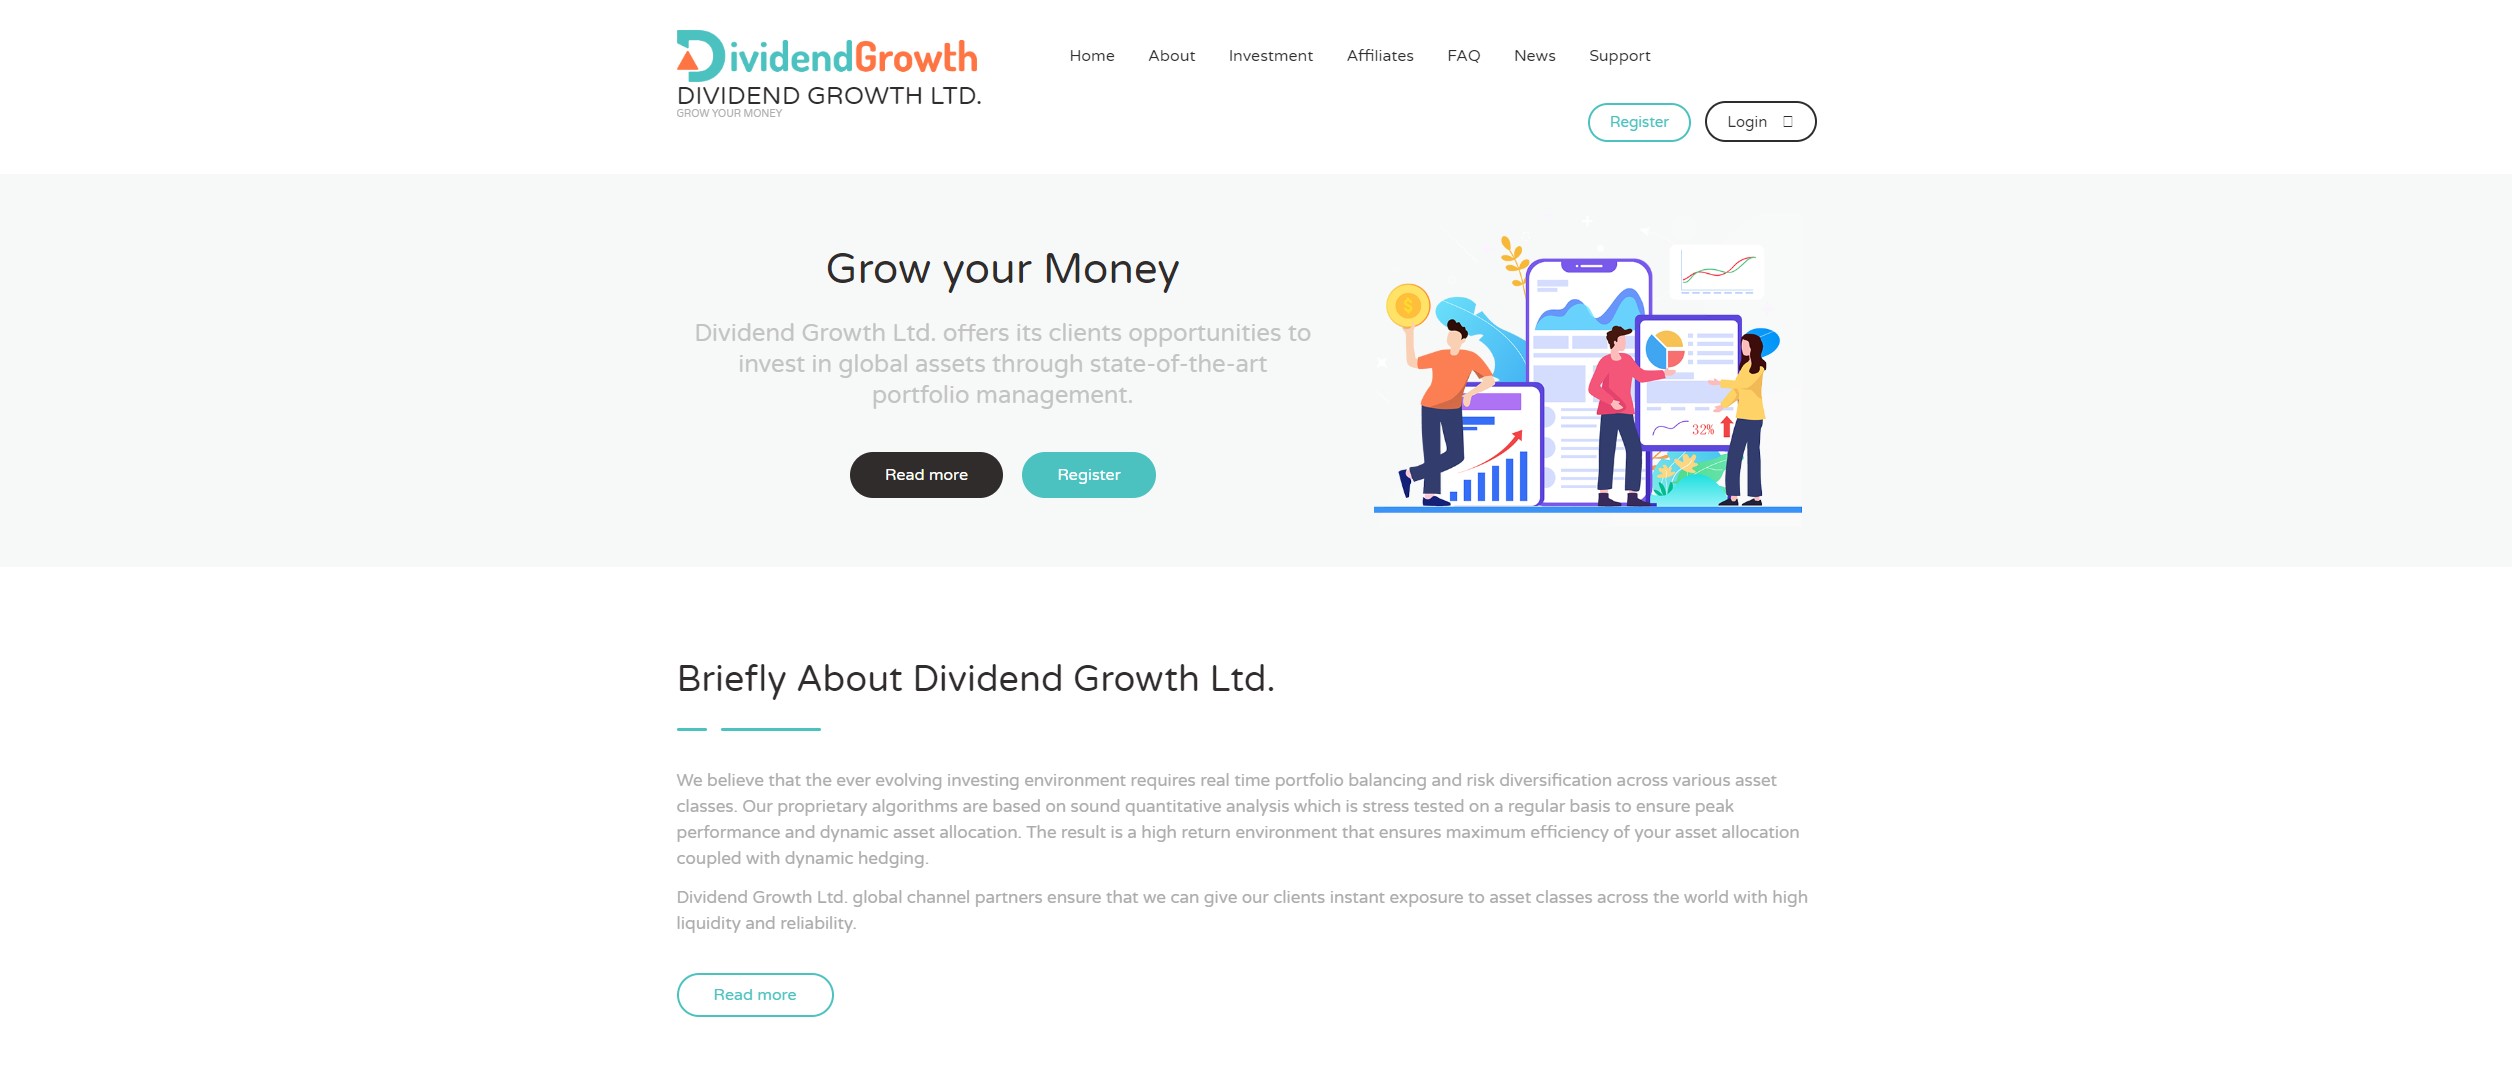 DividendGrowth
DIVIDEND GROWTH LTD.
GROW YOUR MONEY
Home About Investment Affiliates FAQ News Support
Register Login
Grow your Money
Dividend Growth Ltd. offers its clients opportunities to
invest in global assets through state-of-the-art
portfolio management.
Read more Register
$
32%
Briefly About Dividend Growth Ltd.
We believe that the ever evolving investing environment requires real time portfolio balancing and risk diversification across various asset
classes. Our proprietary algorithms are based on sound quantitative analysis which is stress tested on a regular basis to ensure peak
performance and dynamic asset allocation. The result is a high return environment that ensures maximum efficiency of your asset allocation
coupled with dynamic hedging.
Dividend Growth Ltd. global channel partners ensure that we can give our clients instant exposure to asset classes across the world with high
liquidity and reliability.
Read more